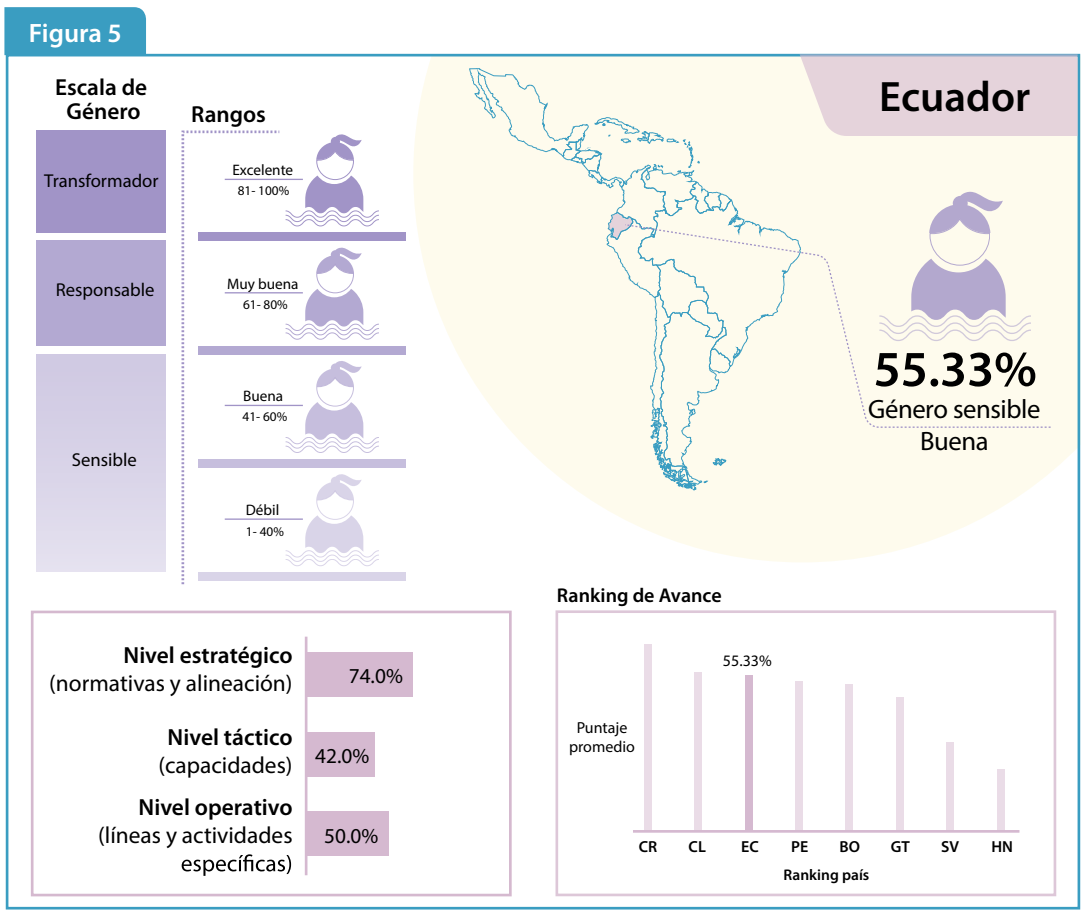 Figura 5
Escala de
Género
Rangos
Transformador
Excelente
81- 100%
Responsable
Muy buena
61- 80%
Sensible
Buena
41- 60%
Débil
1- 40%
Ecuador
55.33%
Género sensible
Buena
Nivel estratégico
(normativas y alineación)
74.0%
Nivel táctico
(capacidades)
42.0%
Nivel operativo
(líneas y actividades
específicas)
50.0%
Ranking de Avance
55.33%
Puntaje
promedio
CR CL EC PE BO GT SV HN
Ranking país